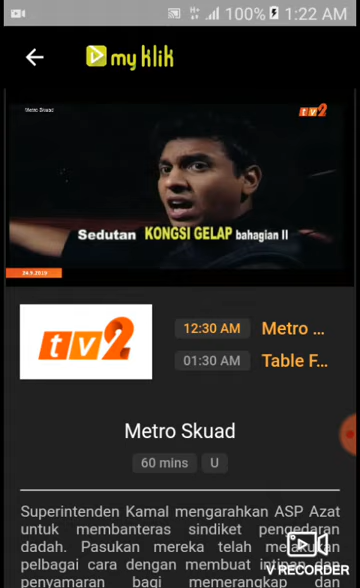 100% 1:22 AM
my klik
Metro Skuad
tv2
Sedutan KONGSI GELAP bahagian II
24.9.2019
tv2
12:30 AM Metro ...
01:30 AM Table F...
Metro Skuad
60 mins U
Superintenden Kamal mengarahkan ASP Azat
untuk membanteras sindiket pengedaran
dadah. Pasukan mereka telah melakukan
pelbagai cara dengan membuat intipan dan
V RECORDER
penyamaran bagi memerangkap dan